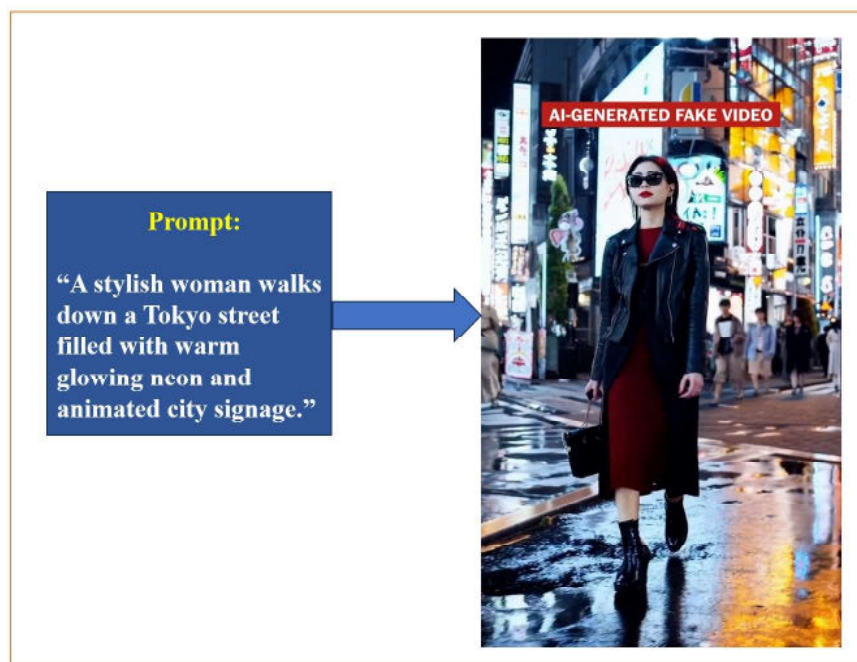 Prompt:
“A stylish woman walks
down a Tokyo street
filled with warm
glowing neon and
animated city signage.”
AI-GENERATED FAKE VIDEO